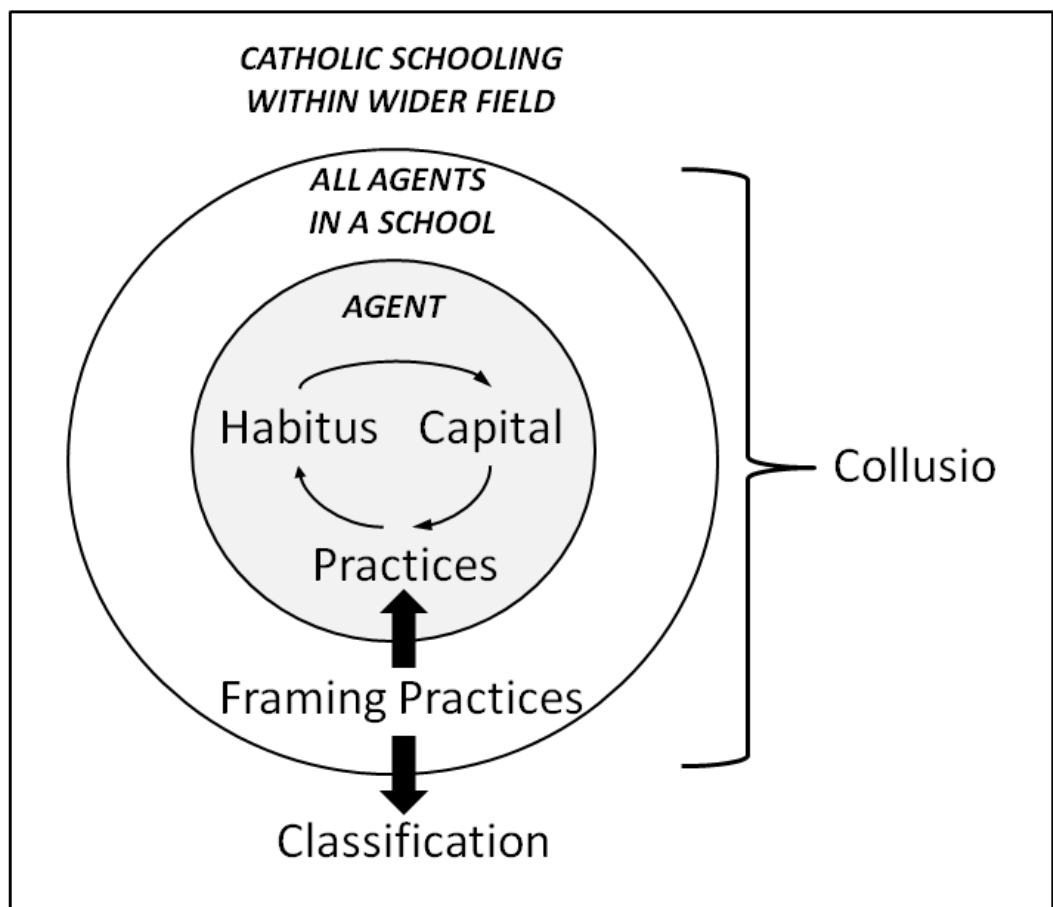 CATHOLIC SCHOOLING
WITHIN WIDER FIELD
ALL AGENTS
IN A SCHOOL
AGENT
Habitus Capital
Collusio
Practices
Framing Practices
Classification